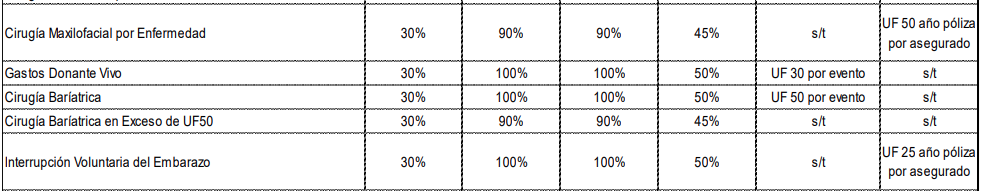 Cirugía Maxilofacial por Enfermedad 30% 90% 90% 45% s/t UF 50 año póliza
por asegurado
Gastos Donante Vivo 30% 100% 100% 50% UF 30 por evento s/t
Cirugía Baríatrica 30% 100% 100% 50% UF 50 por evento s/t
Cirugía Baríatrica en Exceso de UF50 30% 90% 90% 45% s/t s/t
Interrupción Voluntaria del Embarazo 30% 100% 100% 50% s/t UF 25 año póliza
por asegurado